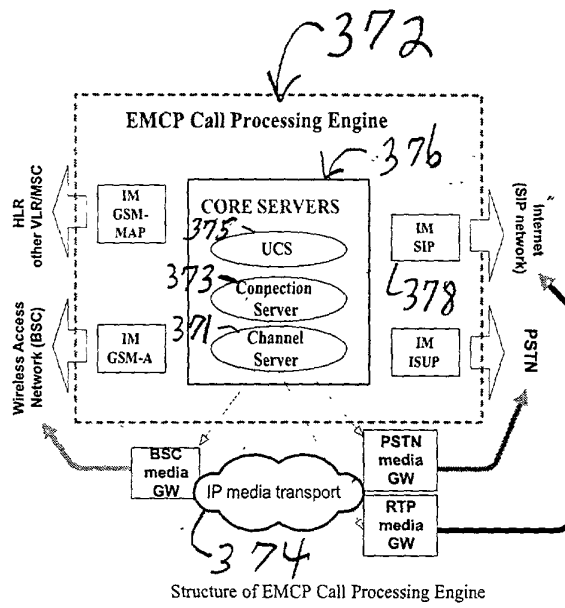 372
EMCP Call Processing Engine
376
HLR
other VLR/MSC
IM
GSM-
MAP
CORE SERVERS
375
UCS
373
Connection
Server
371
Channel
Server
IM
SIP
378
Internet
(SIP network)
Wireless Access
Network (BSC)
IM
GSM-A
IM
ISUP
PSTN
BSC
media
GW
IP media transport
PSTN
media
GW
RTP
media
GW
374
Structure of EMCP Call Processing Engine